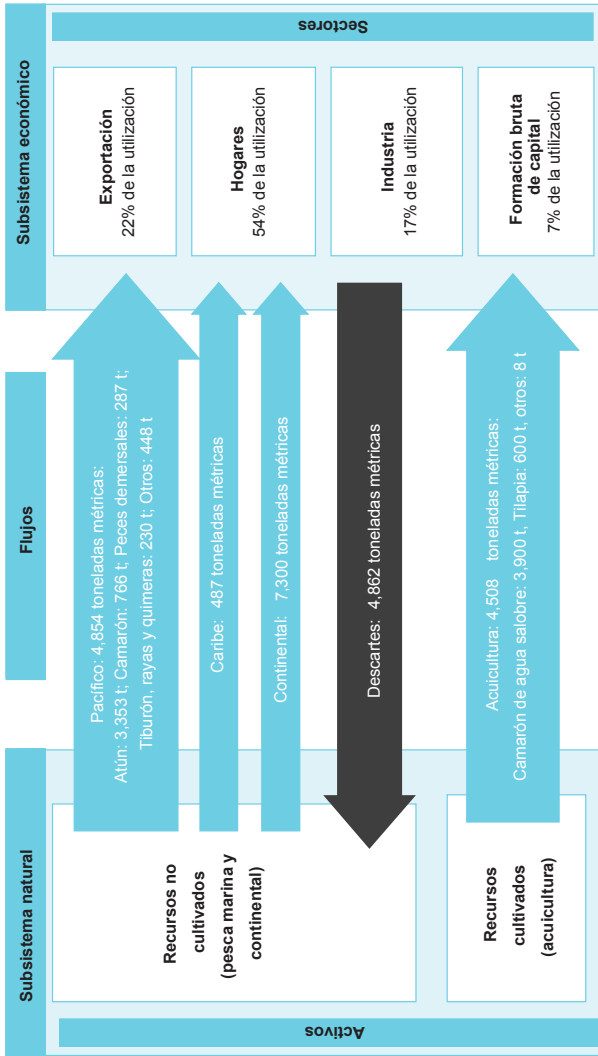 Subsistema natural
Flujos
Subsistema económico
Activos
Recursos no
cultivados
(pesca marina y
continental)
Recursos
cultivados
(acuicultura)
Pacífico: 4,854 toneladas métricas:
Atún: 3,353 t; Camarón: 766 t; Peces demersales: 287 t;
Tiburón, rayas y quimeras: 230 t; Otros: 448 t
Caribe: 487 toneladas métricas
Continental: 7,300 toneladas métricas
Descartes: 4,862 toneladas métricas
Acuicultura: 4,508 toneladas métricas:
Camarón de agua salobre: 3,900 t, Tilapia: 600 t, otros: 8 t
Exportación
22% de la utilización
Hogares
54% de la utilización
Industria
17% de la utilización
Formación bruta
de capital
7% de la utilización
Sectores